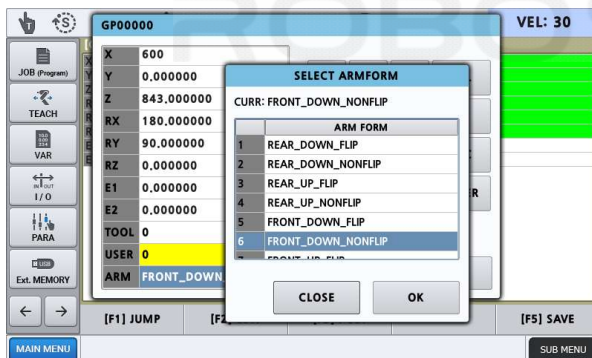 VEL: 30
GP00000
X 600
Y 0.000000
Z 843.000000
RX 180.000000
RY 90.000000
RZ 0.000000
E1 0.000000
E2 0.000000
TOOL 0
USER 0
ARM FRONT_DOWN
SELECT ARMFORM
CURR: FRONT_DOWN_NONFLIP
ARM FORM
1 REAR_DOWN_FLIP
2 REAR_DOWN_NONFLIP
3 REAR_UP_FLIP
4 REAR_UP_NONFLIP
5 FRONT_DOWN_FLIP
6 FRONT_DOWN_NONFLIP
CLOSE OK
JOB (Program)
TEACH
VAR
IN OUT
I/O
PARA
USB
Ext. MEMORY
[F1] JUMP
[F5] SAVE
MAIN MENU
SUB MENU